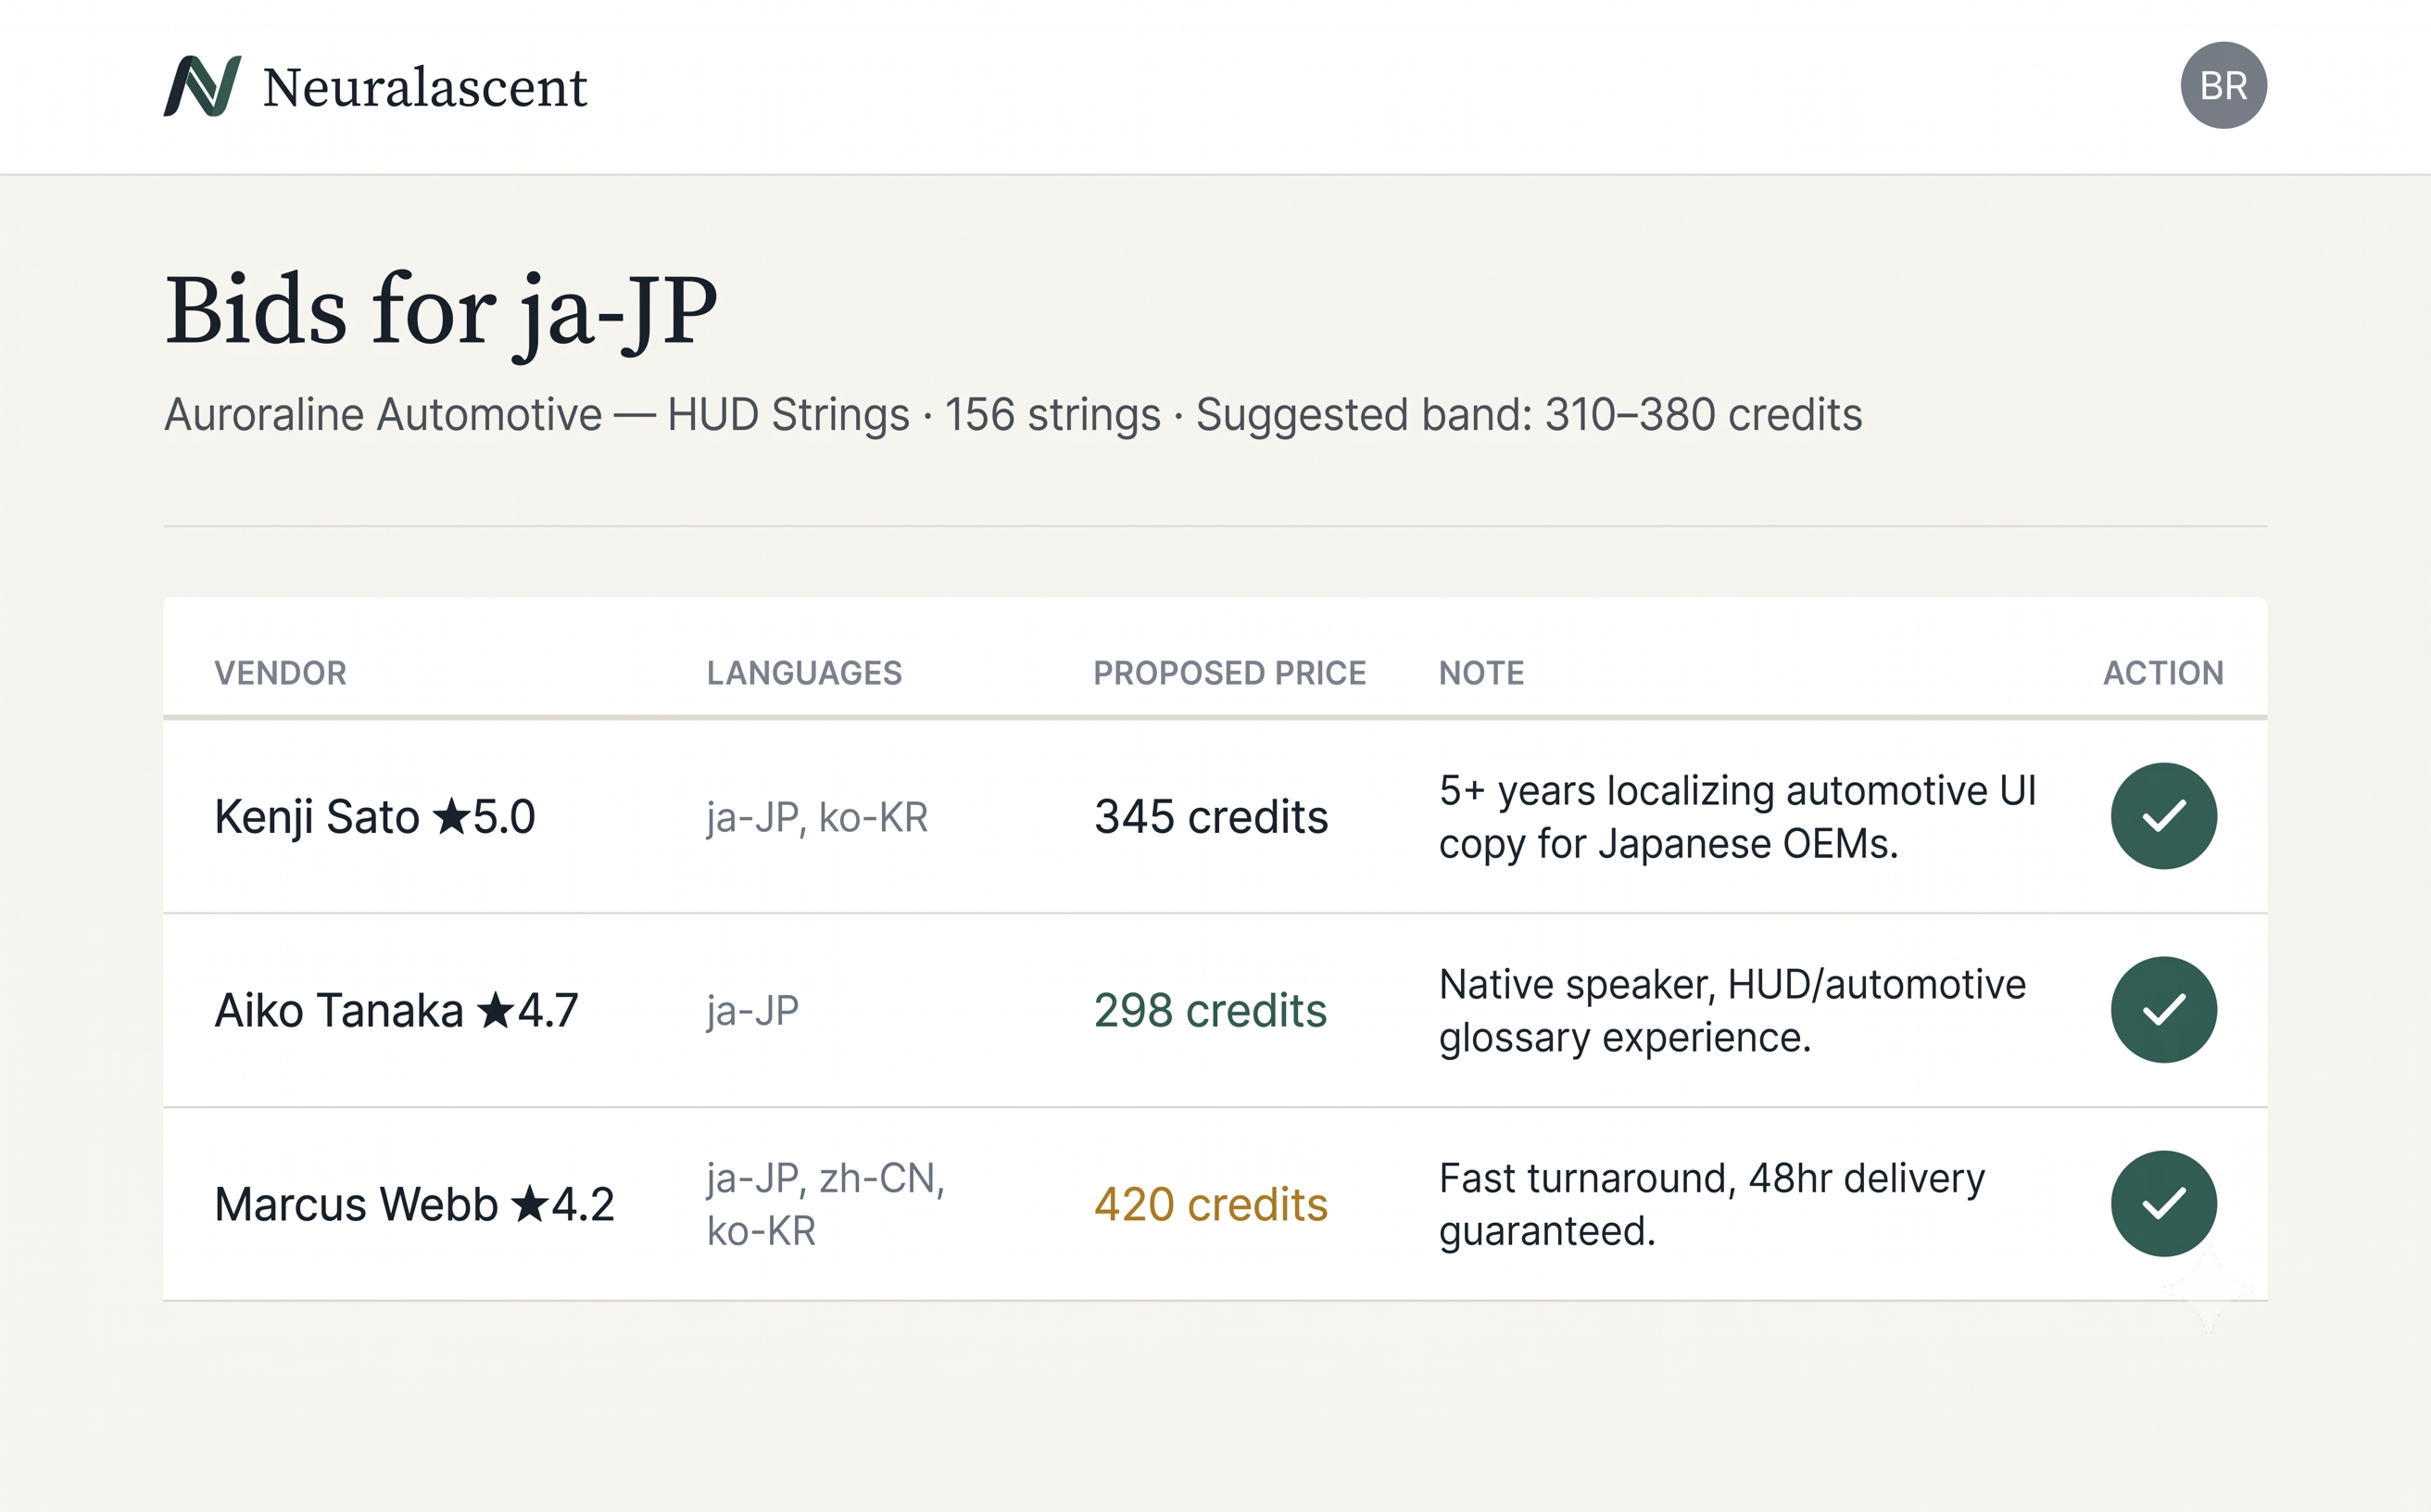 Neuralascent
BR
Bids for ja-JP
Auroraline Automotive — HUD Strings · 156 strings · Suggested band: 310–380 credits
VENDOR LANGUAGES PROPOSED PRICE NOTE ACTION
Kenji Sato ★5.0
ja-JP, ko-KR
345 credits
5+ years localizing automotive UI
copy for Japanese OEMs.
Aiko Tanaka ★4.7
ja-JP
298 credits
Native speaker, HUD/automotive
glossary experience.
Marcus Webb ★4.2
ja-JP, zh-CN,
ko-KR
420 credits
Fast turnaround, 48hr delivery
guaranteed.